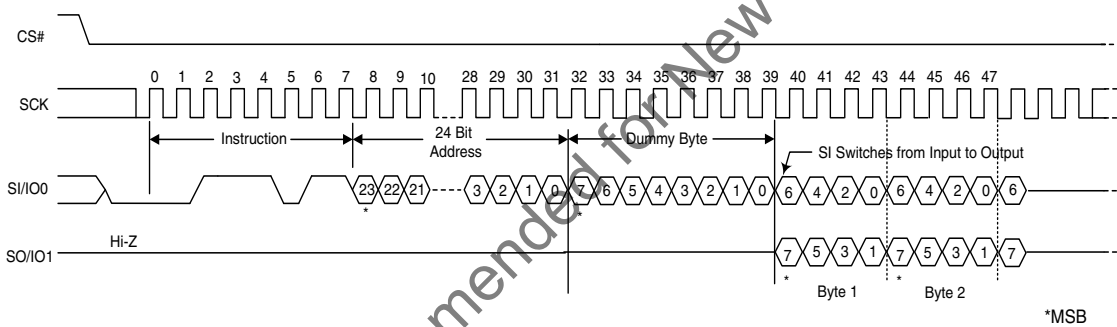 CS#
0 1 2 3 4 5 6 7 8 9 10 28 29 30 31 32 33 34 35 36 37 38 39 40 41 42 43 44 45 46 47
SCK
Instruction
24 Bit
Address
Dummy Byte
SI Switches from Input to Output
SI/IO0
23 22 21 3 2 1 0 7 6 5 4 3 2 1 0 6 4 2 0 6 4 2 0 6
* *
Hi-Z
SO/IO1
7 5 3 1 7 5 3 1 7
* *
Byte 1 Byte 2
*MSB
mended for New